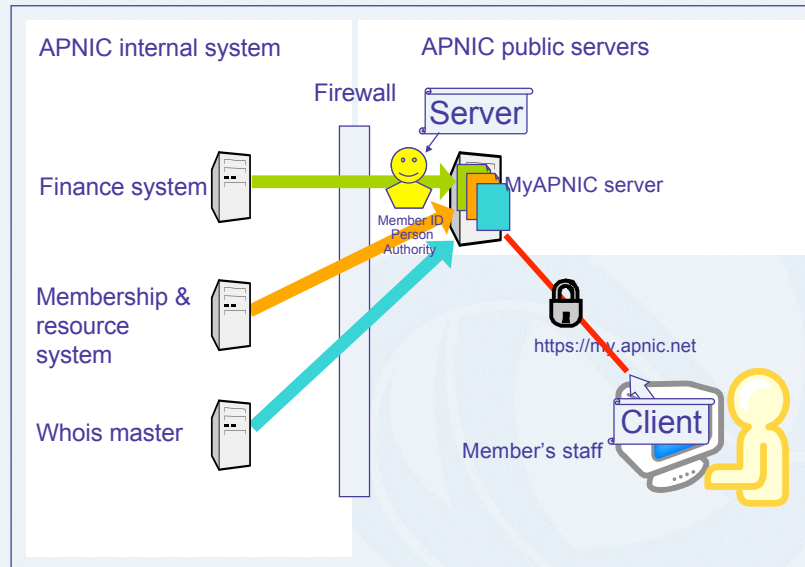 APNIC internal system
APNIC public servers
Firewall
Server
Finance system
MyAPNIC server
Member ID
Person
Authority
Membership &
resource
system
https://my.apnic.net
Whois master
Client
Member's staff